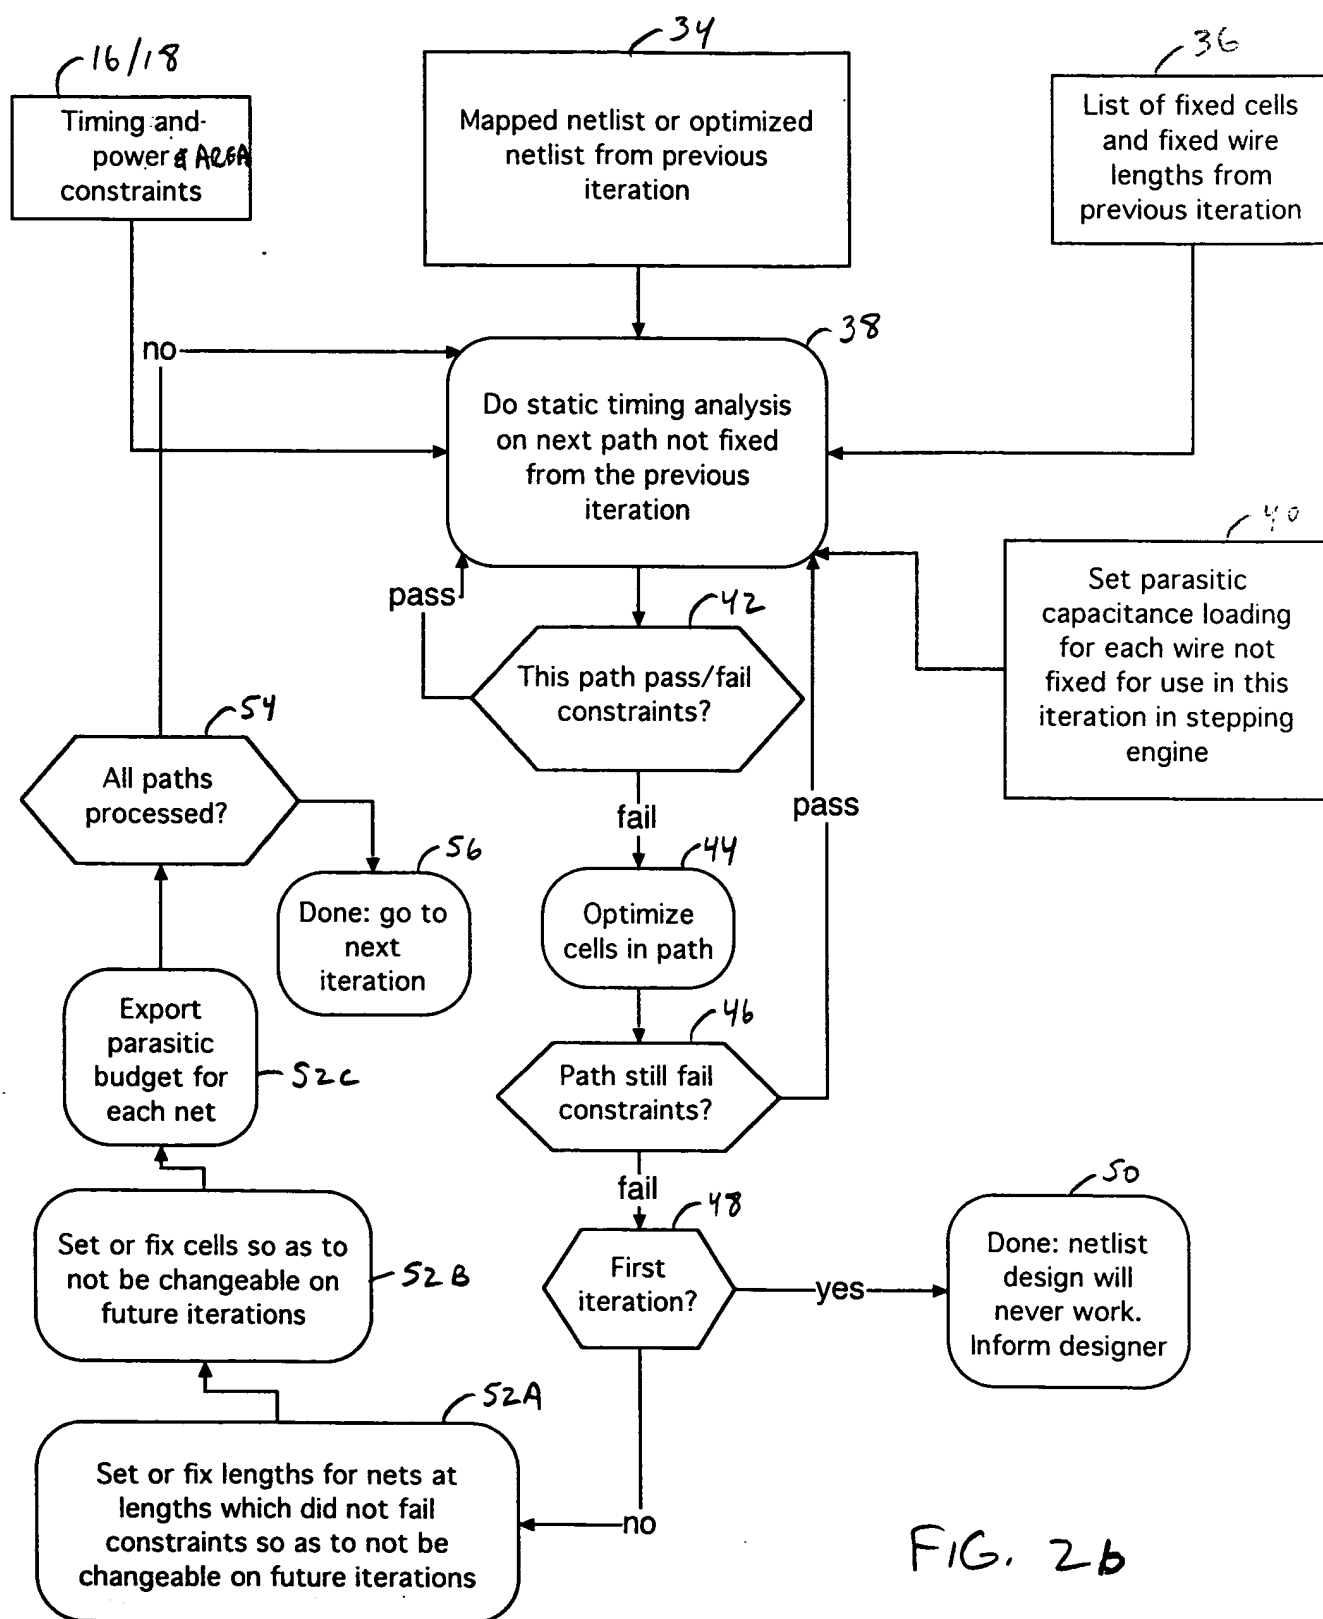 16/18
Timing and
power & AREA
constraints
34
Mapped netlist or optimized
netlist from previous
iteration
36
List of fixed cells
and fixed wire
lengths from
previous iteration
no
38
Do static timing analysis
on next path not fixed
from the previous
iteration
40
Set parasitic
capacitance loading
for each wire not
fixed for use in this
iteration in stepping
engine
pass
42
This path pass/fail
constraints?
pass
fail
54
All paths
processed?
56
Done: go to
next
iteration
44
Optimize
cells in path
46
Path still fail
constraints?
fail
Export
parasitic
budget for
each net
52C
48
First
iteration?
yes
50
Done: netlist
design will
never work.
Inform designer
Set or fix cells so as to
not be changeable on
future iterations
52B
52A
Set or fix lengths for nets at
lengths which did not fail
constraints so as to not be
changeable on future iterations
no
FIG. 2b